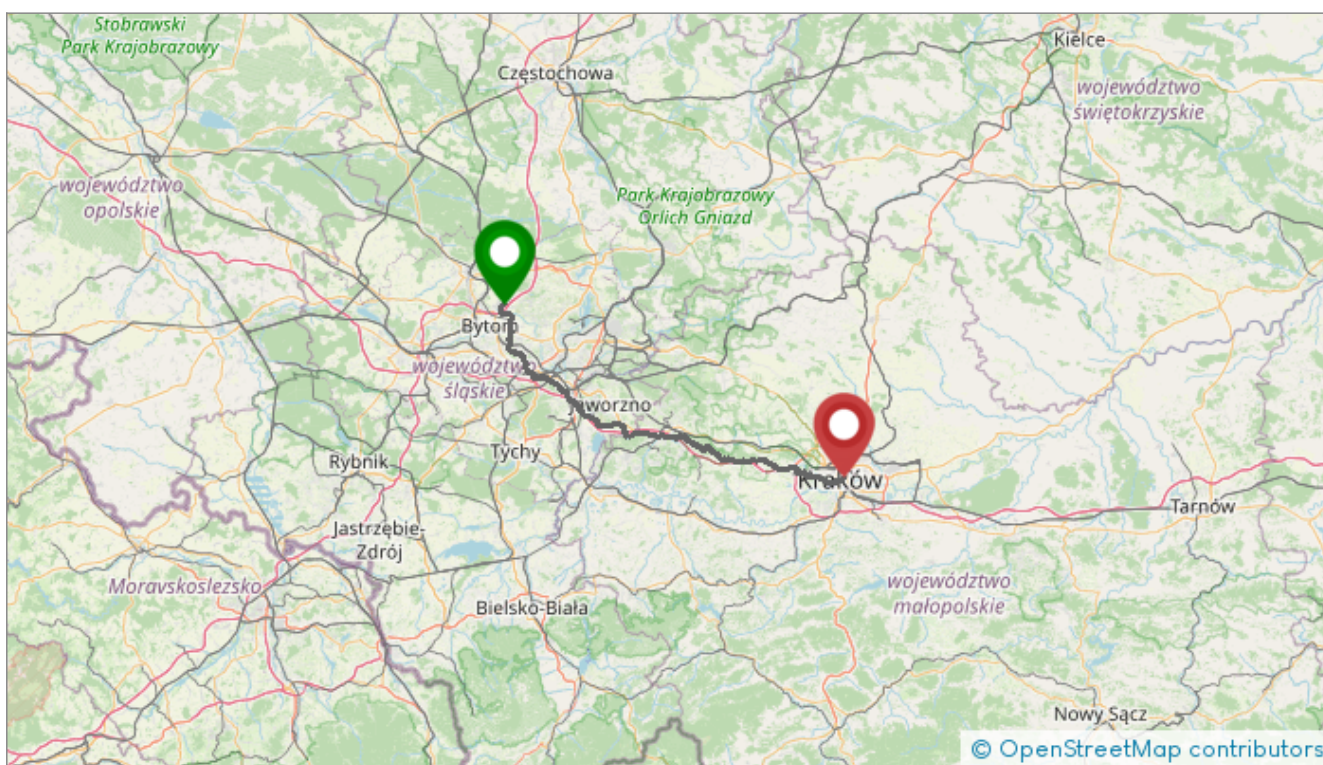 Stobrawski
Park Krajobrazowy
Kielce
Częstochowa
województwo
świętokrzyskie
województwo
opolskie
Park Krajobrazowy
Orlich Gniazd
Bytom
województwo
śląskie
Jaworzno
Tychy
Rybnik
Kraków
Tarnów
Jastrzębie-
Zdrój
Moravskoslezsko
Bielsko-Biała
województwo
małopolskie
Nowy Sącz
© OpenStreetMap contributors